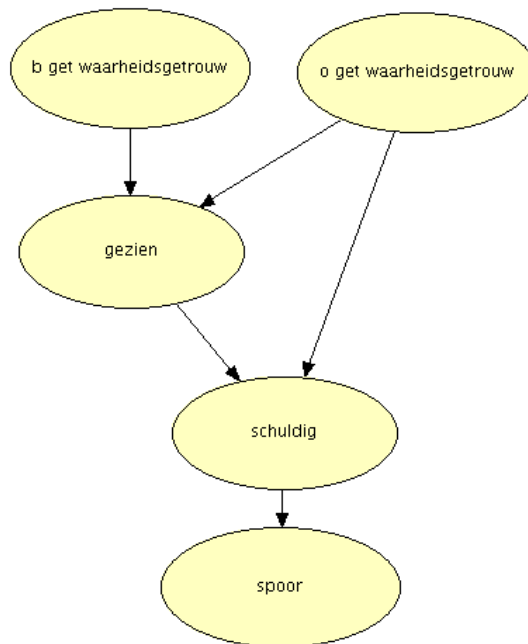 b get waarheidsgetrouw
o get waarheidsgetrouw
gezien
schuldig
spoor